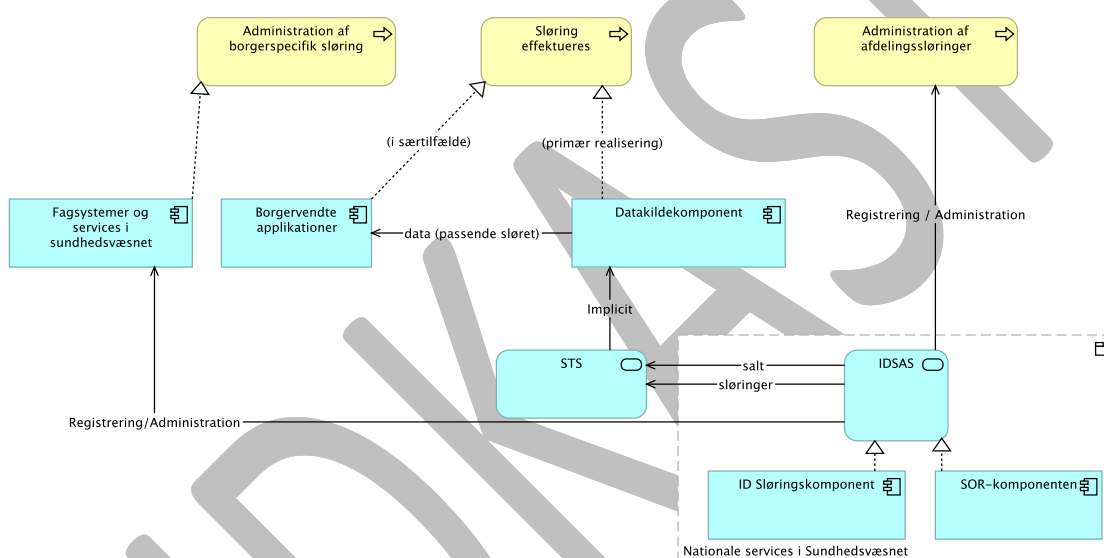 Administration af
borgerspecifik sløring
Sløring
effektueres
Administration af
afdelingssløringer
(i særtilfælde)
(primær realisering)
Fagsystemer og
services i
sundhedsvæsnet
Borgervendte
applikationer
data (passende sløret)
Datakildekomponent
Registrering / Administration
Implicit
STS
salt
sløringer
IDSAS
Registrering/Administration
ID Sløringskomponent
SOR-komponenten
Nationale services i Sundhedsvæsnet